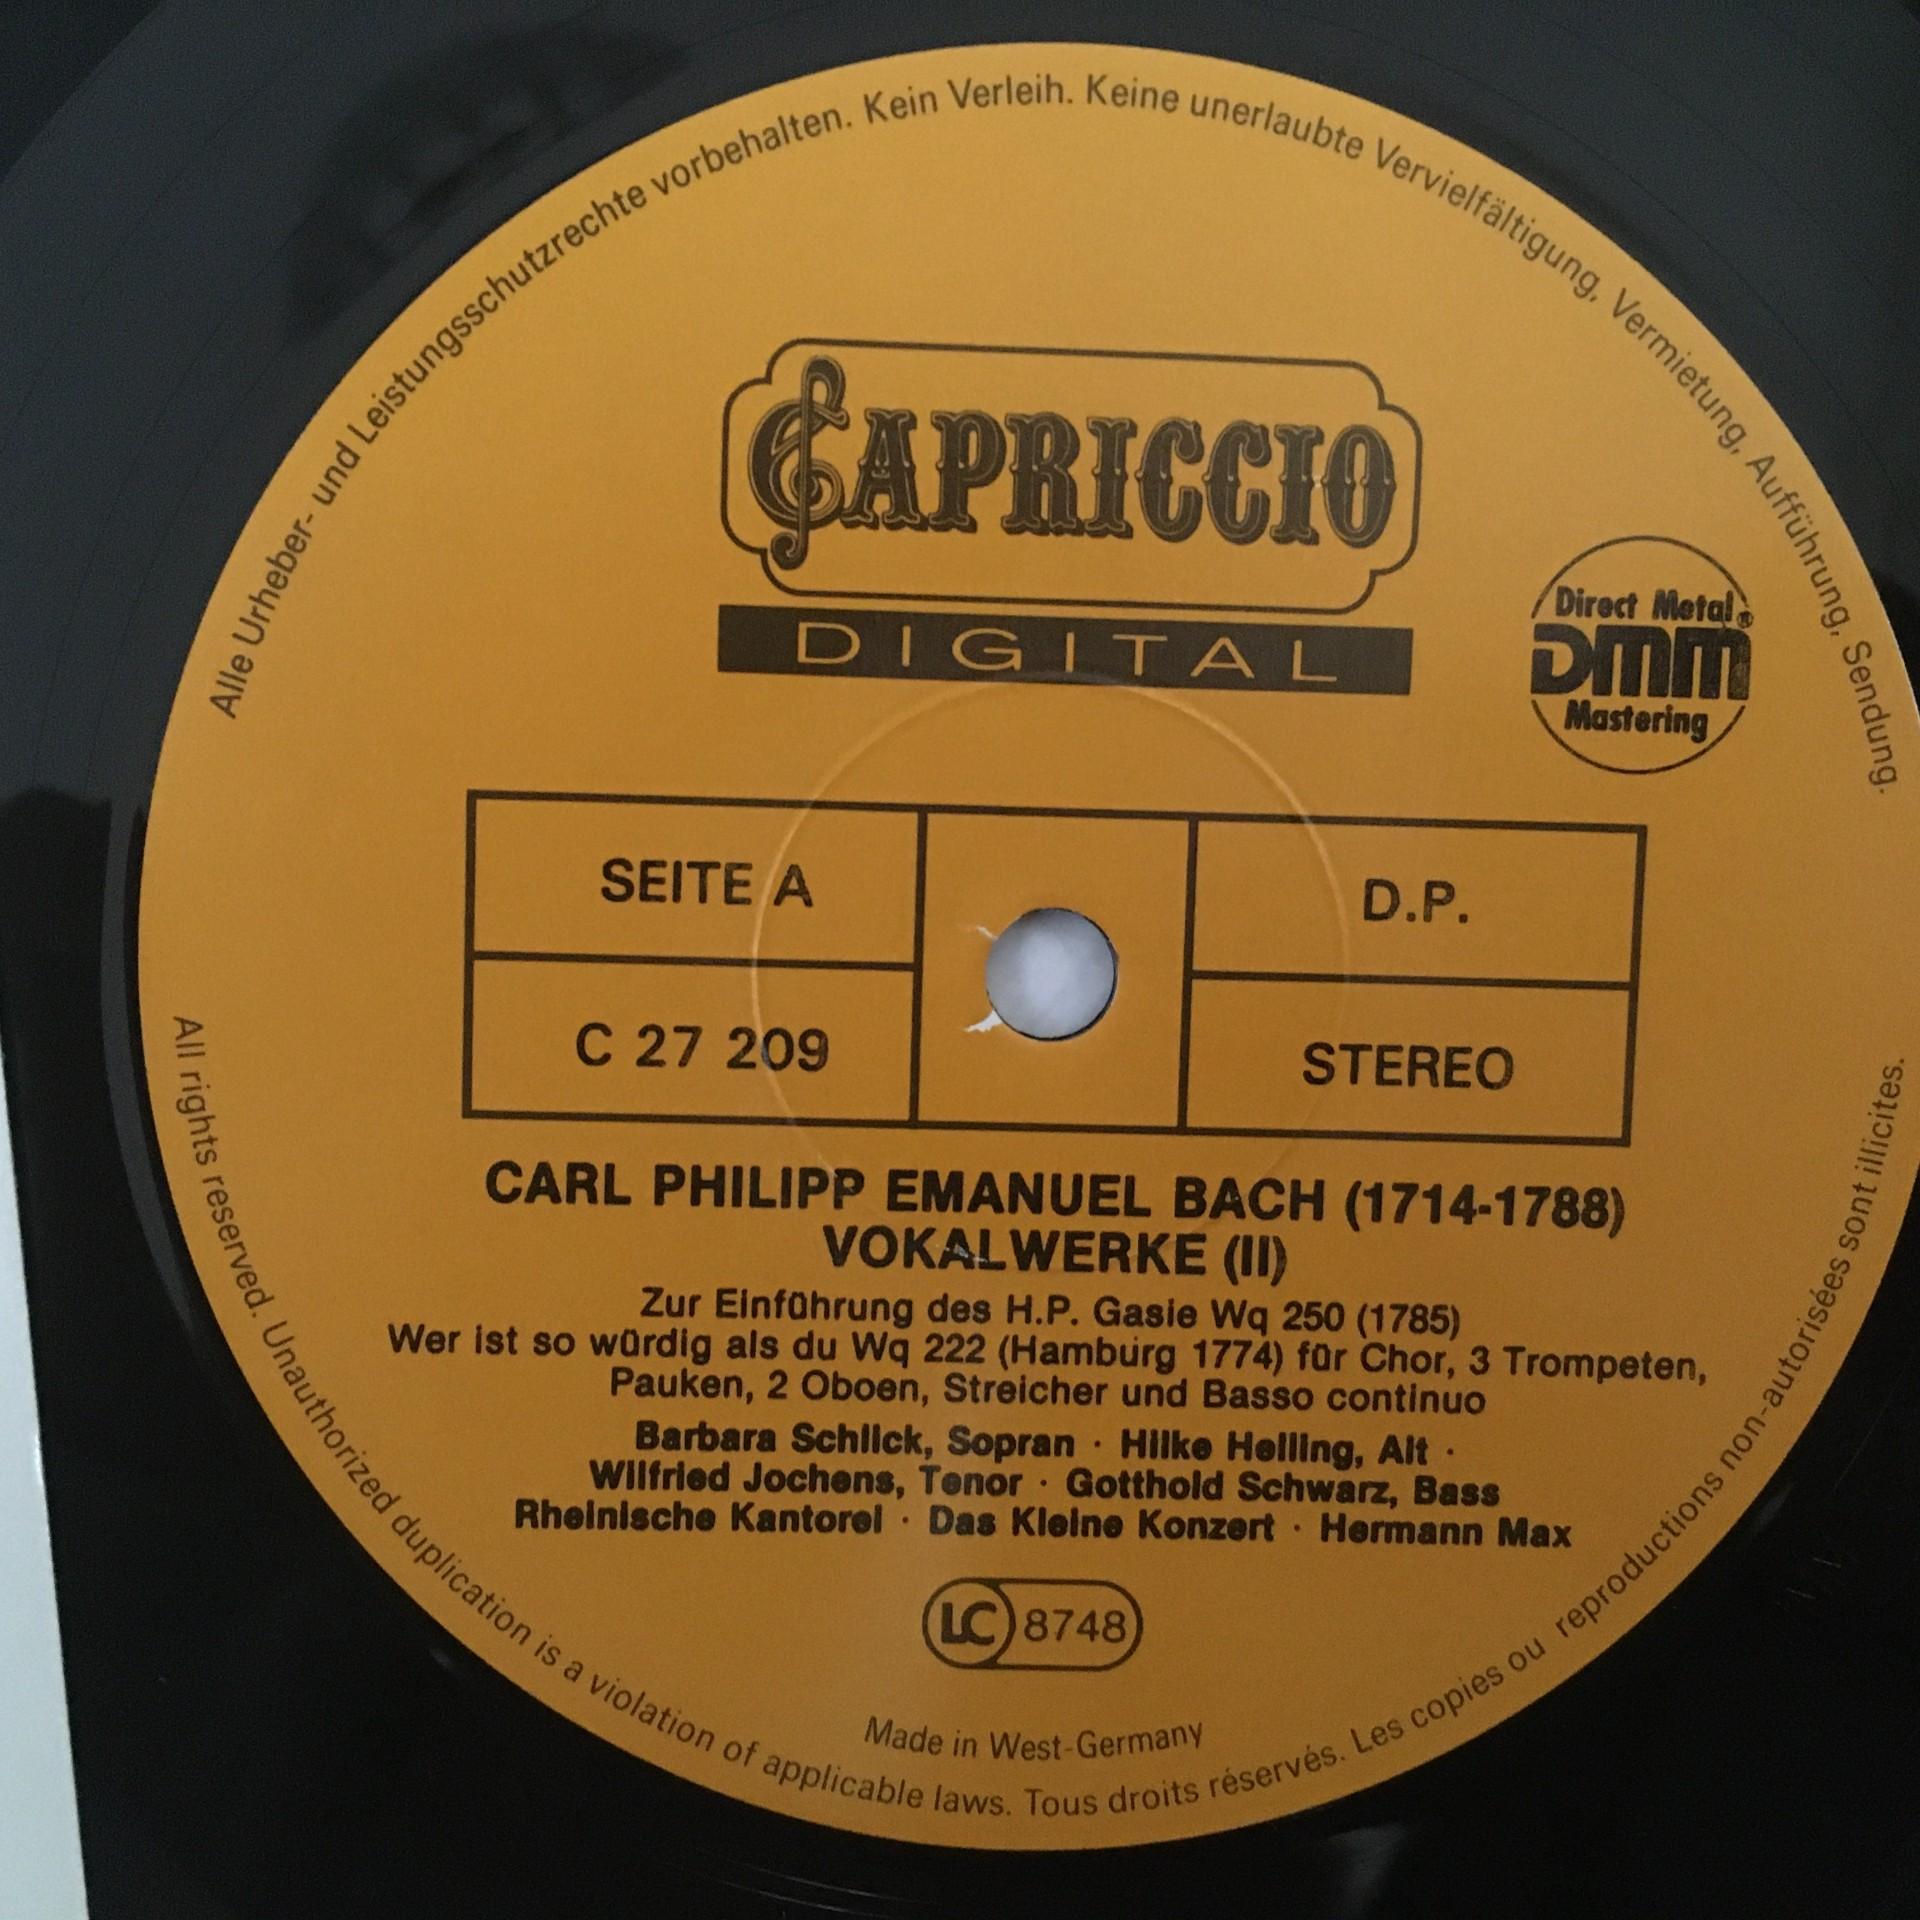 Alle Urheber- und Leistungsschutzrechte vorbehalten. Kein Verleih. Keine unerlaubte Vervielfältigung, Vermietung, Aufführung, Sendung.
CAPRICCIO
DIGITAL
Direct Metal®
DMM
Mastering
SEITE A
D.P.
C 27 209
STEREO
CARL PHILIPP EMANUEL BACH (1714-1788)
VOKALWERKE (II)
Zur Einführung des H.P. Gasie Wq 250 (1785)
Wer ist so würdig als du Wq 222 (Hamburg 1774) für Chor, 3 Trompeten,
Pauken, 2 Oboen, Streicher und Basso continuo
Barbara Schlick, Sopran · Hilke Helling, Alt ·
Wilfried Jochens, Tenor · Gotthold Schwarz, Bass
Rheinische Kantorei · Das Kleine Konzert · Hermann Max
LC 8748
Made in West-Germany
All rights reserved. Unauthorized duplication is a violation of applicable laws. Tous droits réservés. Les copies ou reproductions non-autorisées sont illicites.